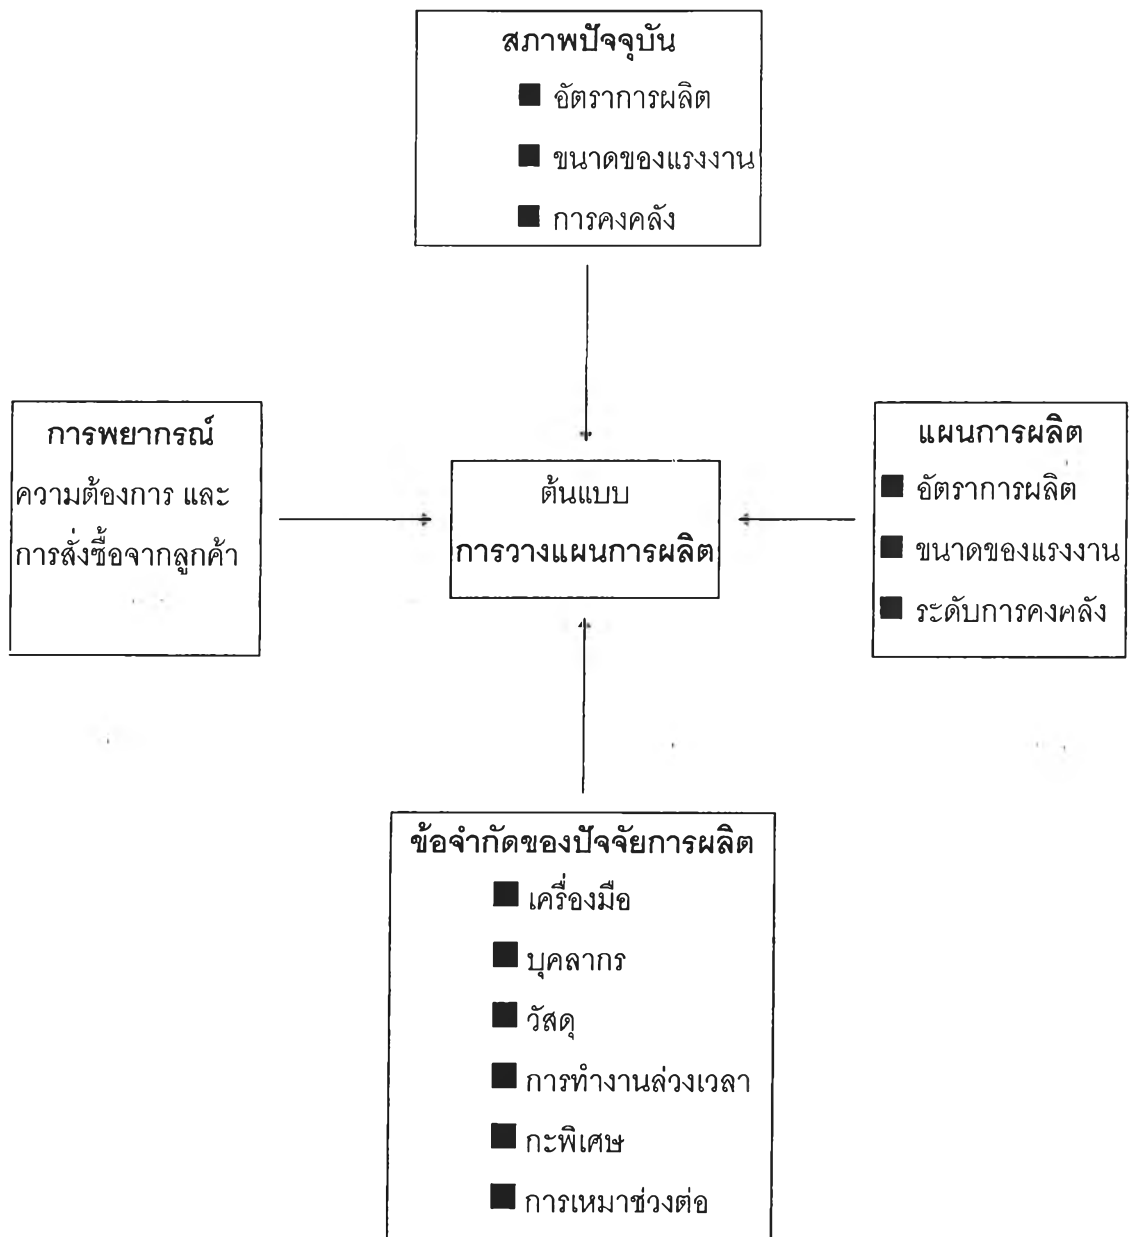 สภาพปัจจุบัน
■ อัตราการผลิต
■ ขนาดของแรงงาน
■ การคงคลัง
การพยากรณ์
ความต้องการ และ
การสั่งซื้อจากลูกค้า
ต้นแบบ
การวางแผนการผลิต
แผนการผลิต
■ อัตราการผลิต
■ ขนาดของแรงงาน
■ ระดับการคงคลัง
ข้อจำกัดของปัจจัยการผลิต
■ เครื่องมือ
■ บุคลากร
■ วัสดุ
■ การทำงานล่วงเวลา
■ กะพิเศษ
■ การเหมาช่วงต่อ